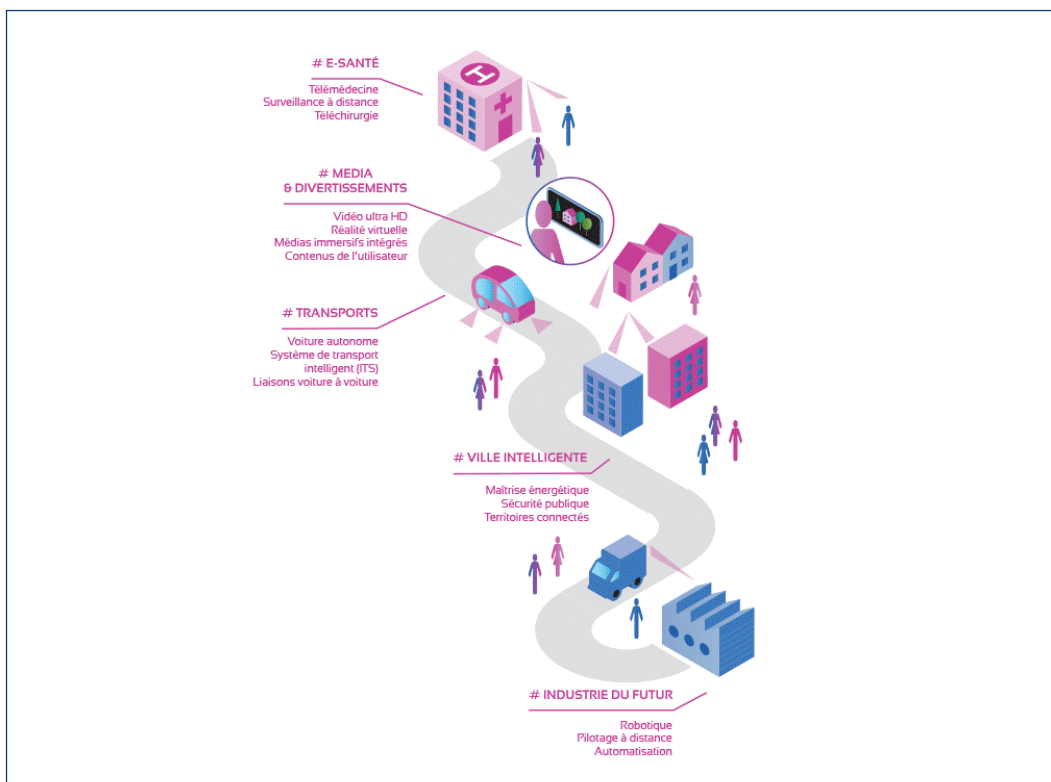 # E-SANTÉ
Télémédecine
Surveillance à distance
Téléchirurgie
# MEDIA
& DIVERTISSEMENTS
Vidéo ultra HD
Réalité virtuelle
Médias immersifs intégrés
Contenus de l'utilisateur
# TRANSPORTS
Voiture autonome
Système de transport
intelligent (ITS)
Liaisons voiture à voiture
# VILLE INTELLIGENTE
Maîtrise énergétique
Sécurité publique
Territoires connectés
# INDUSTRIE DU FUTUR
Robotique
Pilotage à distance
Automatisation